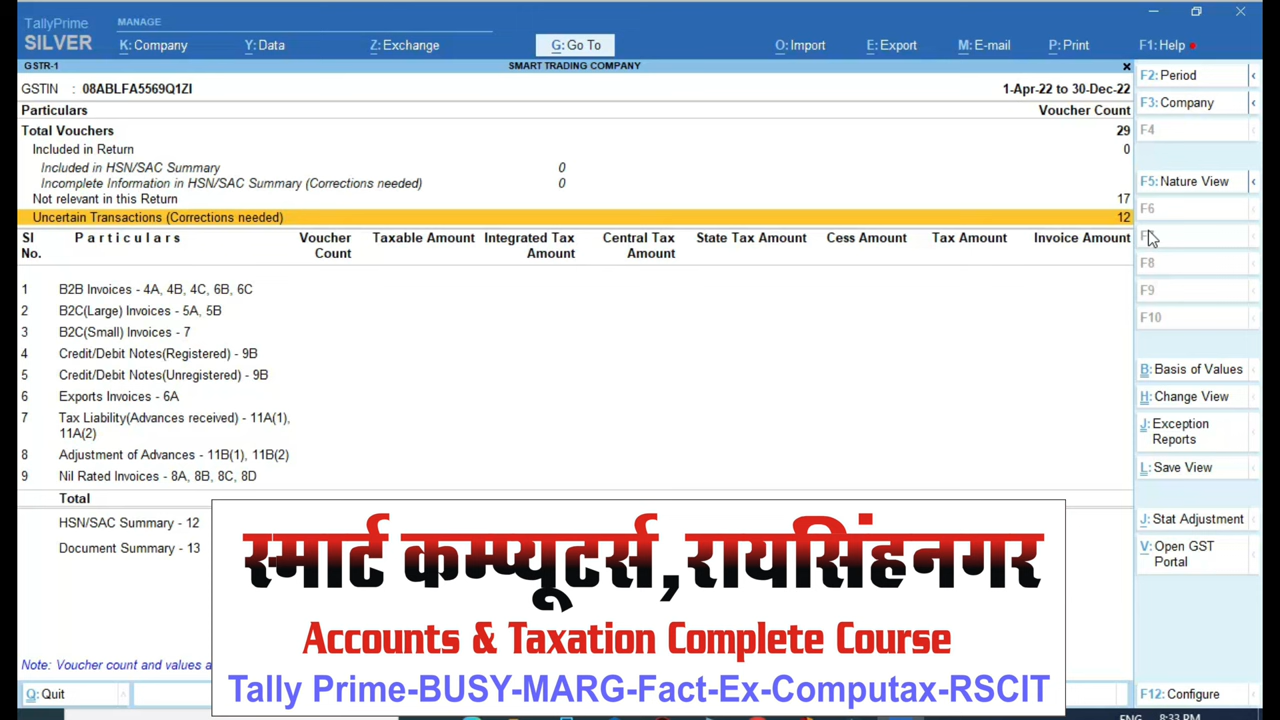 TallyPrime
SILVER
MANAGE
K: Company Y: Data Z: Exchange G: Go To O: Import E: Export M: E-mail P: Print F1: Help
GSTR-1 SMART TRADING COMPANY
GSTIN : 08ABLFA5569Q1ZI 1-Apr-22 to 30-Dec-22
Particulars Voucher Count
Total Vouchers 29
Included in Return 0
Included in HSN/SAC Summary 0
Incomplete Information in HSN/SAC Summary (Corrections needed) 0
Not relevant in this Return 17
Uncertain Transactions (Corrections needed) 12
Sl Particulars Voucher Taxable Amount Integrated Tax Central Tax State Tax Amount Cess Amount Tax Amount Invoice Amount
No. Count Amount Amount
1 B2B Invoices - 4A, 4B, 4C, 6B, 6C
2 B2C(Large) Invoices - 5A, 5B
3 B2C(Small) Invoices - 7
4 Credit/Debit Notes(Registered) - 9B
5 Credit/Debit Notes(Unregistered) - 9B
6 Exports Invoices - 6A
7 Tax Liability(Advances received) - 11A(1),
11A(2)
8 Adjustment of Advances - 11B(1), 11B(2)
9 Nil Rated Invoices - 8A, 8B, 8C, 8D
Total
HSN/SAC Summary - 12
Document Summary - 13
Note: Voucher count and values a
Q: Quit
F2: Period
F3: Company
F4
F5: Nature View
F6
F8
F9
F10
B: Basis of Values
H: Change View
J: Exception
Reports
L: Save View
J: Stat Adjustment
V: Open GST
Portal
F12: Configure
स्मार्ट कम्प्यूटर्स,रायसिंहनगर
Accounts & Taxation Complete Course
Tally Prime-BUSY-MARG-Fact-Ex-Computax-RSCIT
ENG 8:33 PM